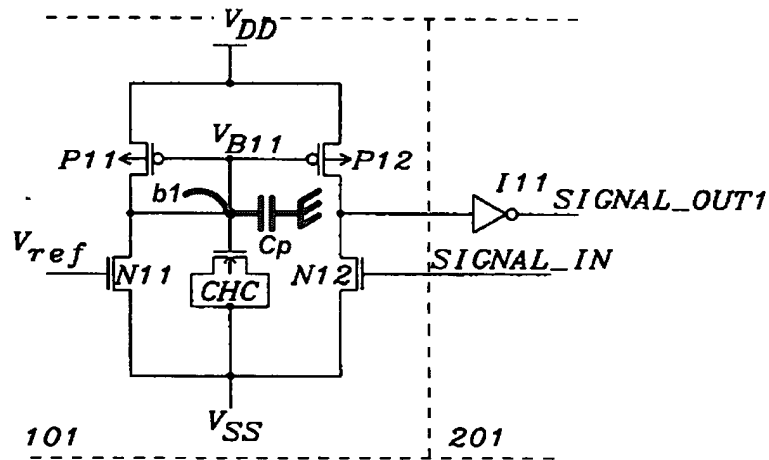 VDD
P11
VB11
P12
b1
I11
SIGNAL_OUT1
Vref
N11
Cp
CHC
N12
SIGNAL_IN
VSS
101
201